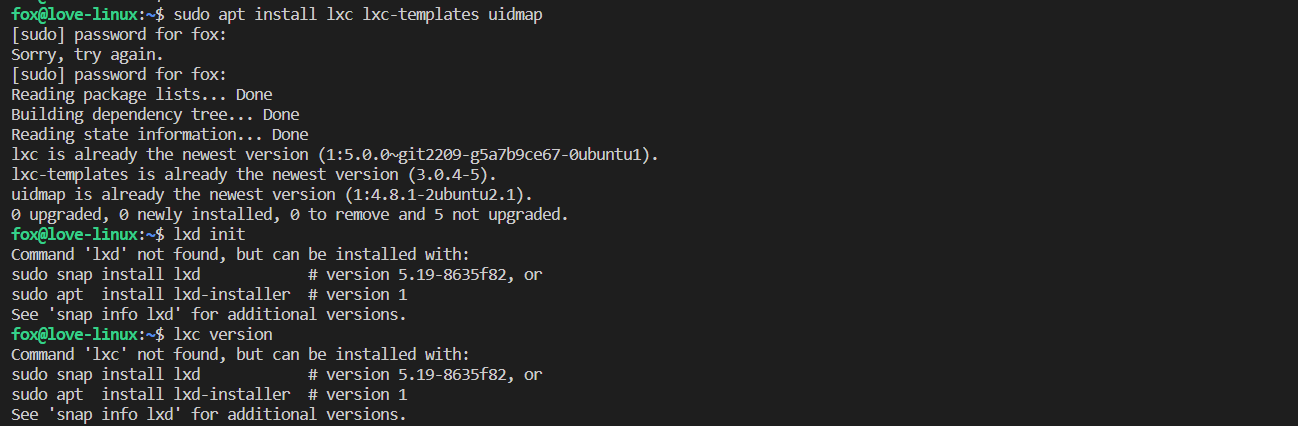 fox@love-linux:~$ sudo apt install lxc lxc-templates uidmap
[sudo] password for fox:
Sorry, try again.
[sudo] password for fox:
Reading package lists... Done
Building dependency tree... Done
Reading state information... Done
lxc is already the newest version (1:5.0.0~git2209-g5a7b9ce67-0ubuntu1).
lxc-templates is already the newest version (3.0.4-5).
uidmap is already the newest version (1:4.8.1-2ubuntu2.1).
0 upgraded, 0 newly installed, 0 to remove and 5 not upgraded.
fox@love-linux:~$ lxd init
Command 'lxd' not found, but can be installed with:
sudo snap install lxd            # version 5.19-8635f82, or
sudo apt  install lxd-installer  # version 1
See 'snap info lxd' for additional versions.
fox@love-linux:~$ lxc version
Command 'lxc' not found, but can be installed with:
sudo snap install lxd            # version 5.19-8635f82, or
sudo apt  install lxd-installer  # version 1
See 'snap info lxd' for additional versions.